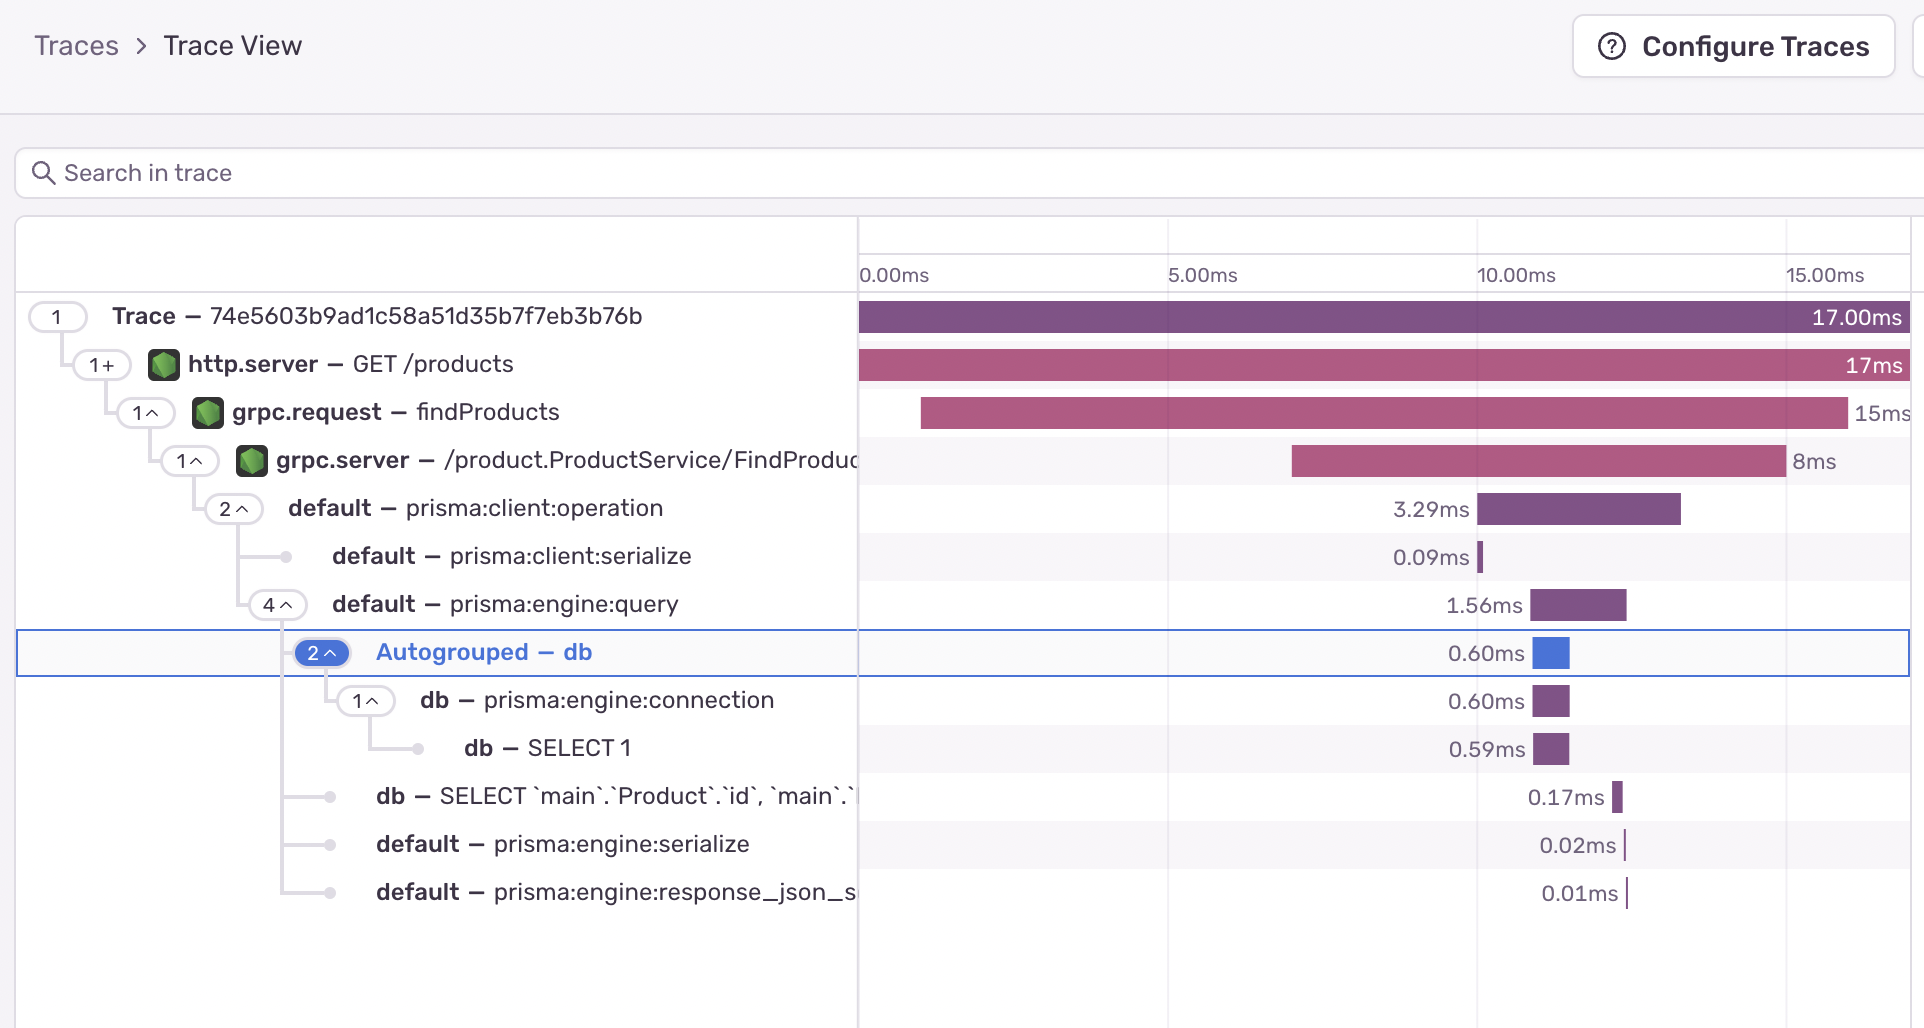 Traces > Trace View
Configure Traces
Search in trace
0.00ms 5.00ms 10.00ms 15.00ms
1 Trace — 74e5603b9ad1c58a51d35b7f7eb3b76b 17.00ms
1+ http.server — GET /products 17ms
1 grpc.request — findProducts 15ms
1 grpc.server — /product.ProductService/FindProduc 8ms
2 default — prisma:client:operation 3.29ms
default — prisma:client:serialize 0.09ms
4 default — prisma:engine:query 1.56ms
2 Autogrouped — db 0.60ms
1 db — prisma:engine:connection 0.60ms
db — SELECT 1 0.59ms
db — SELECT `main`.`Product`.`id`, `main`.` 0.17ms
default — prisma:engine:serialize 0.02ms
default — prisma:engine:response_json_s 0.01ms